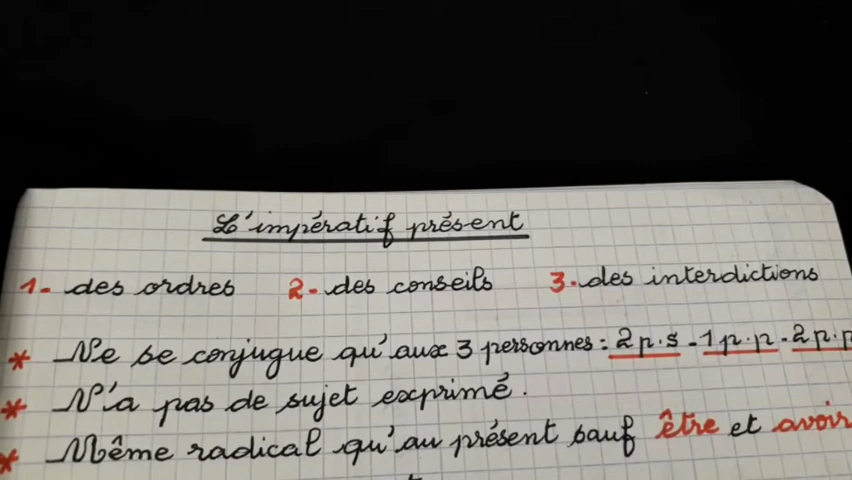 L'impératif présent
1- des ordres 2- des conseils 3- des interdictions
* Ne se conjugue qu'aux 3 personnes : 2p.s - 1p.p - 2p.p
* N'a pas de sujet exprimé.
* Même radical qu'au présent sauf être et avoir